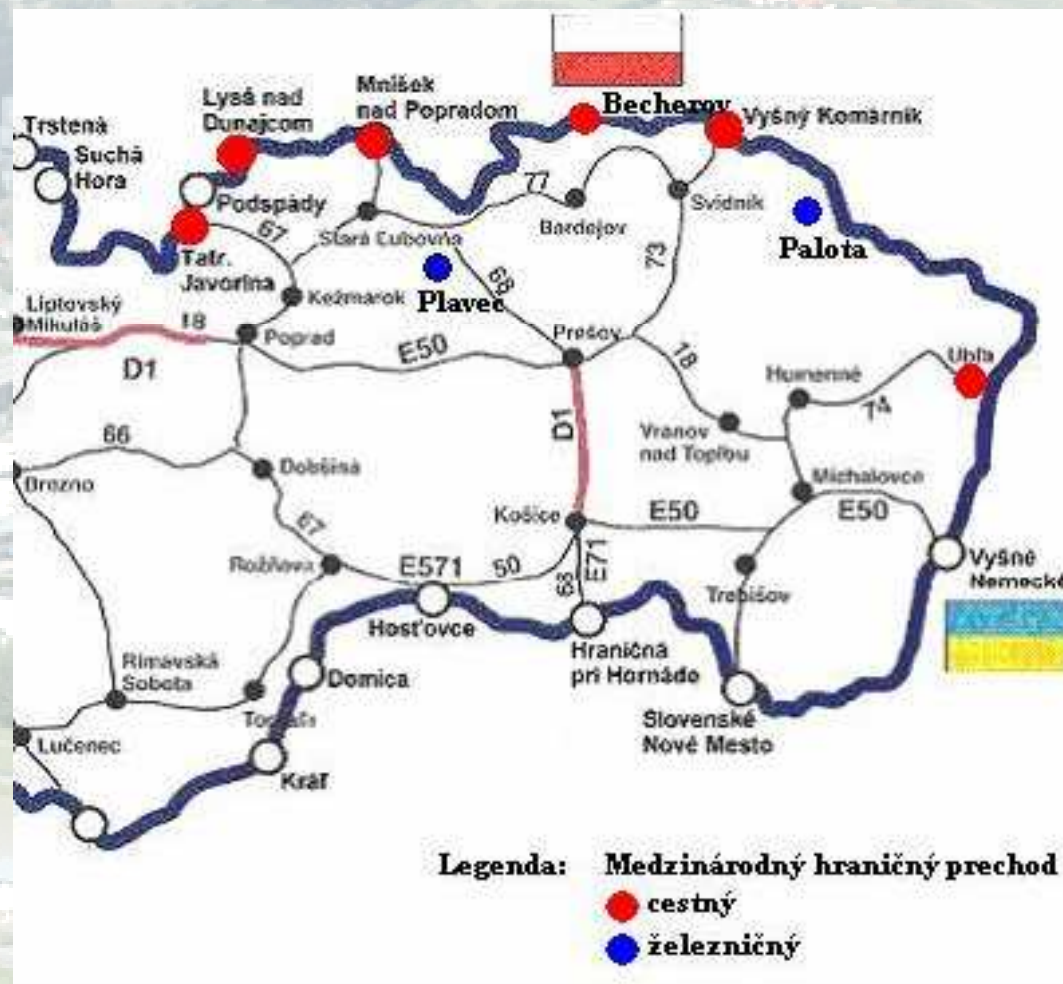 Trstená
Suchá
Hora
Lysá nad
Dunajcom
Mníšek
nad Popradom
Becherov
Vyšný Komárnik
Podspády
67
Tatr.
Javorina
Stará Ľubovňa
77
Bardejov
Svidník
73
Palota
Plavec
68
Kežmarok
Liptovský
Mikuláš
18
Poprad
D1
E50
Prešov
18
Humenné
Ubľa
74
66
Brezno
Dobšiná
D1
Vranov
nad Topľou
Michalovce
67
Košice
E50
E50
Rožňava
E571
50
68
E71
Trebišov
Vyšné
Nemecké
Hosťovce
Hraničná
pri Hornáde
Rimavská
Sobota
Domica
Slovenské
Nové Mesto
Lučenec
Kráľ
Legenda: Medzinárodný hraničný prechod
cestný
železničný